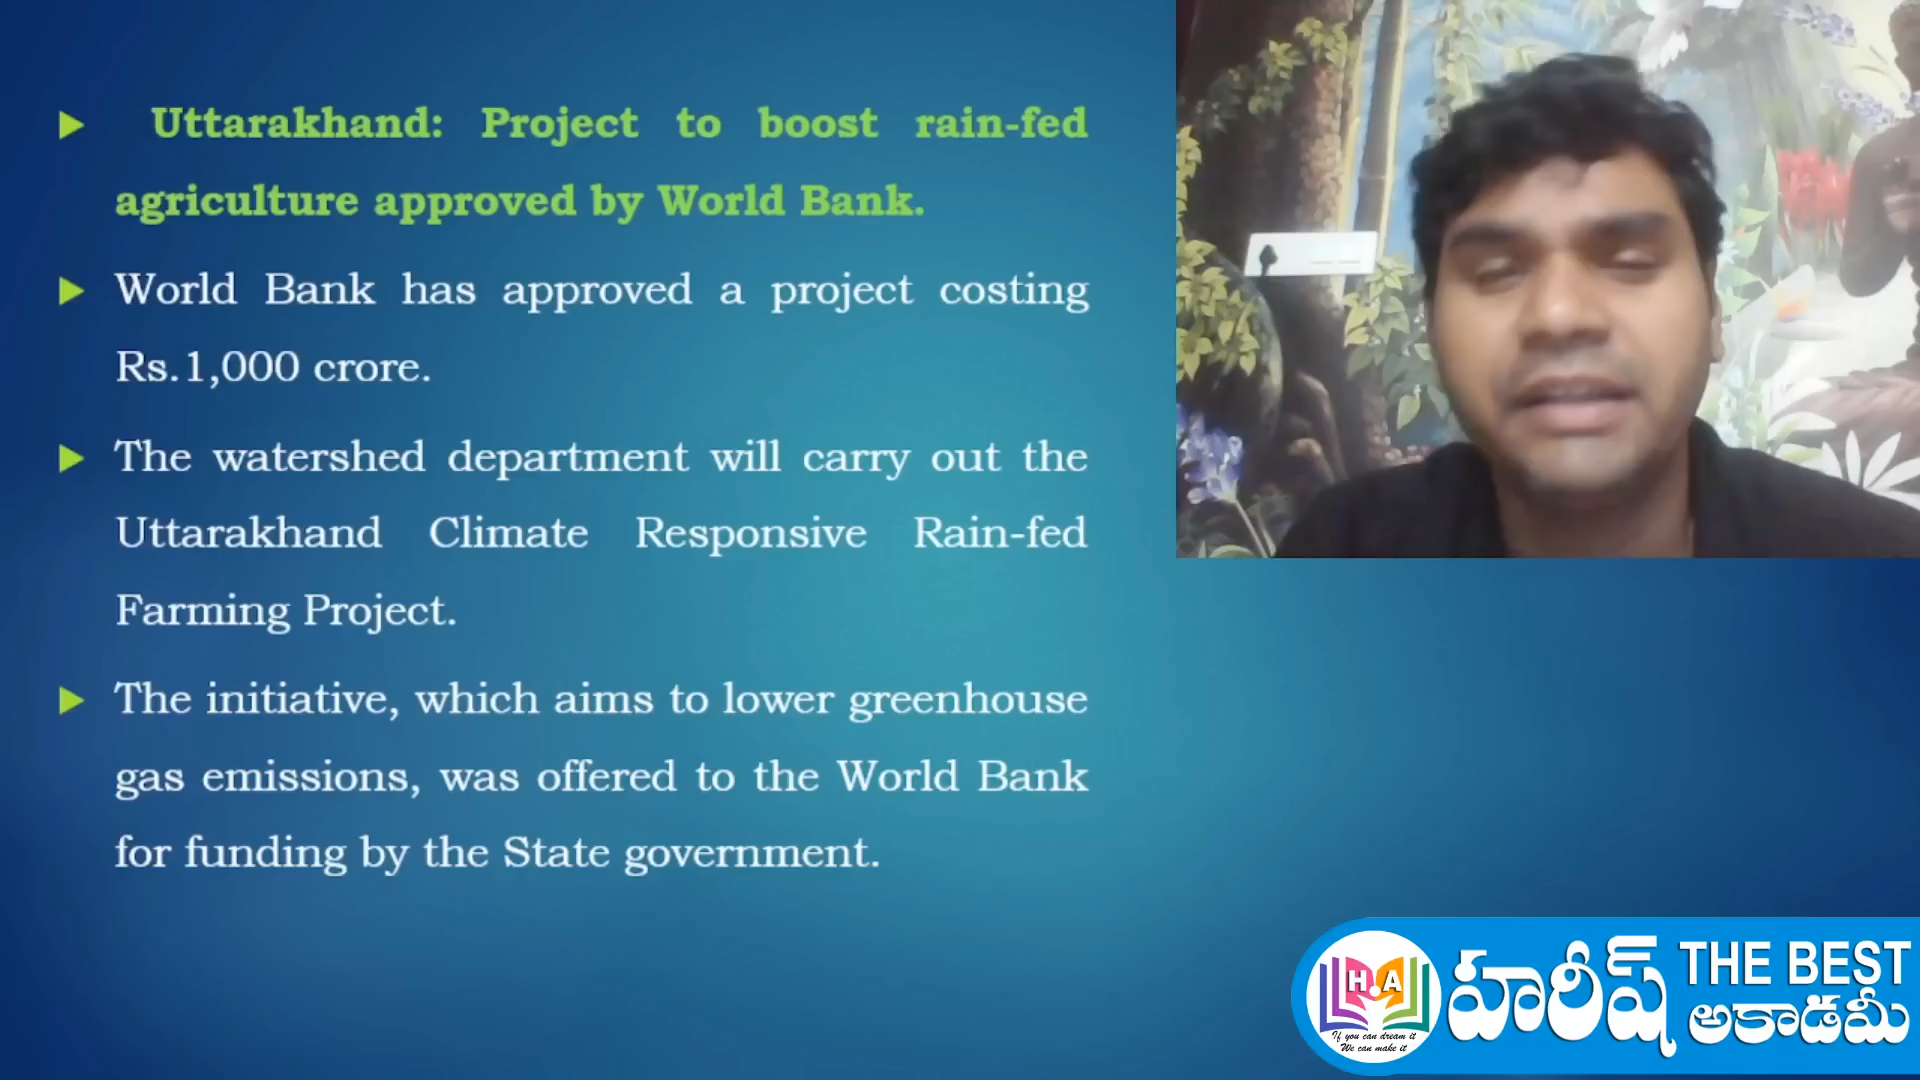 Uttarakhand: Project to boost rain-fed
agriculture approved by World Bank.
World Bank has approved a project costing
Rs.1,000 crore.
The watershed department will carry out the
Uttarakhand Climate Responsive Rain-fed
Farming Project.
The initiative, which aims to lower greenhouse
gas emissions, was offered to the World Bank
for funding by the State government.
H.A
If you can dream it
We can make it
హరీష్
THE BEST
అకాడమీ